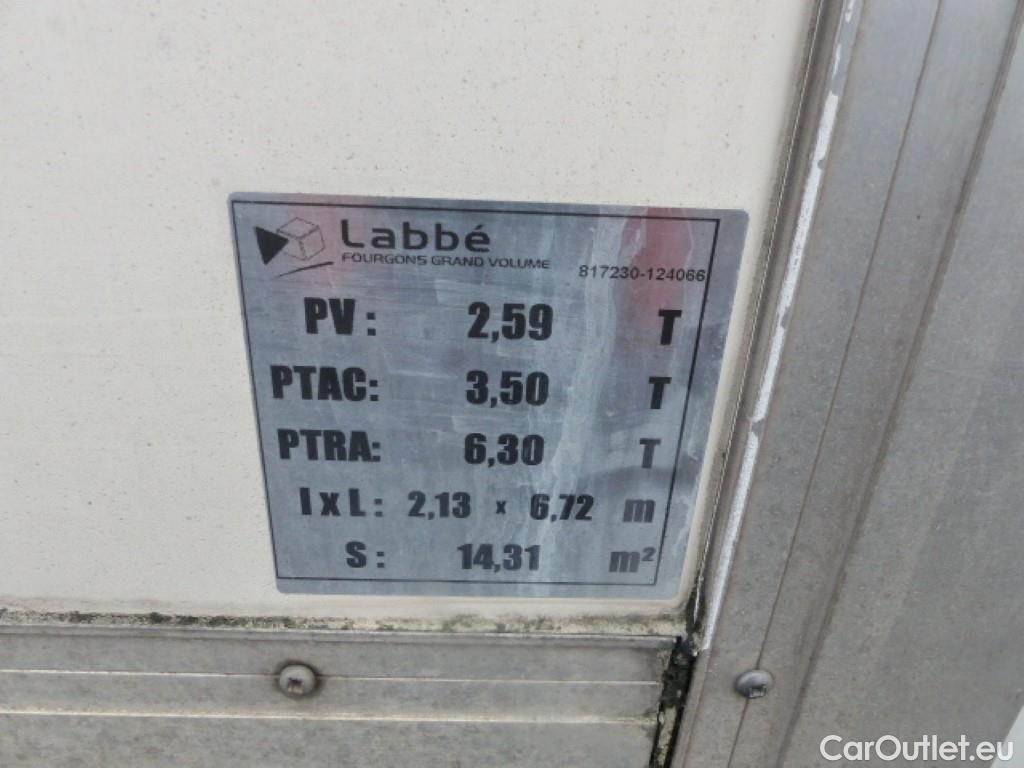 Labbé
FOURGONS GRAND VOLUME
817230-124066
PV : 2,59 T
PTAC: 3,50 T
PTRA: 6,30 T
l x L : 2,13 x 6,72 m
S : 14,31 m²
CarOutlet.eu